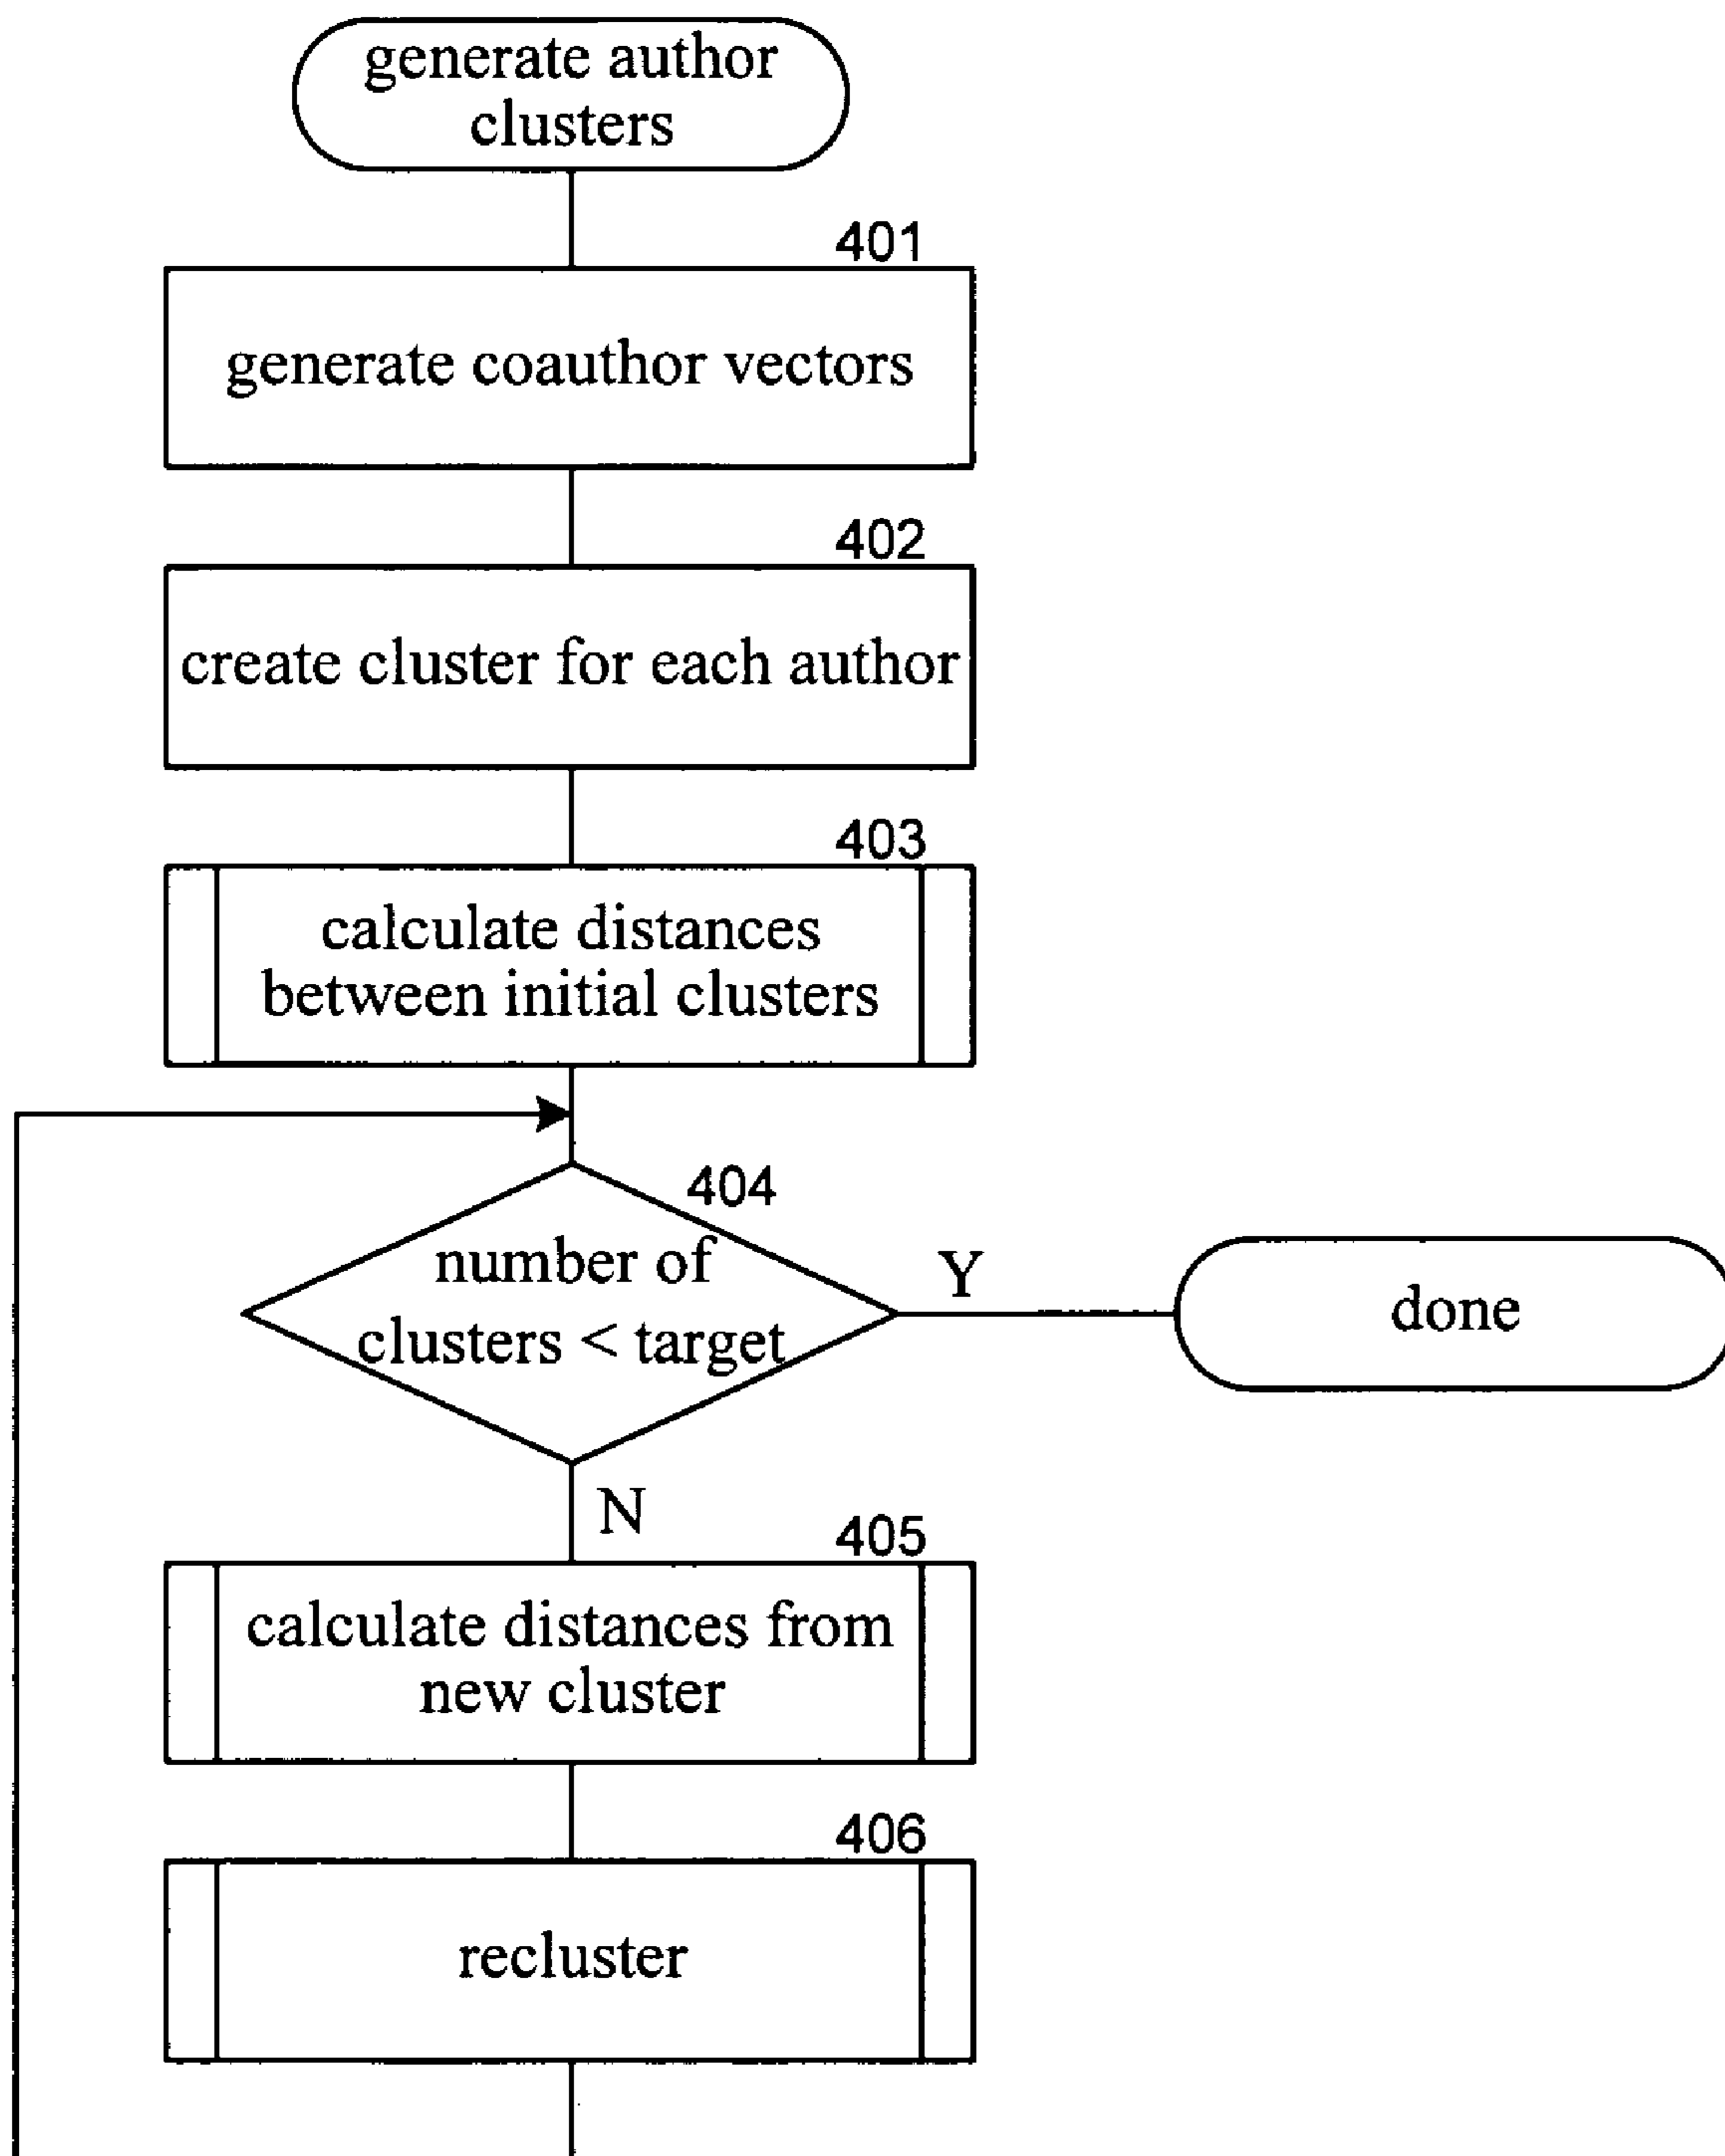 generate author
clusters
401
generate coauthor vectors
402
create cluster for each author
403
calculate distances
between initial clusters
404
number of
clusters < target
Y
done
N
405
calculate distances from
new cluster
406
recluster